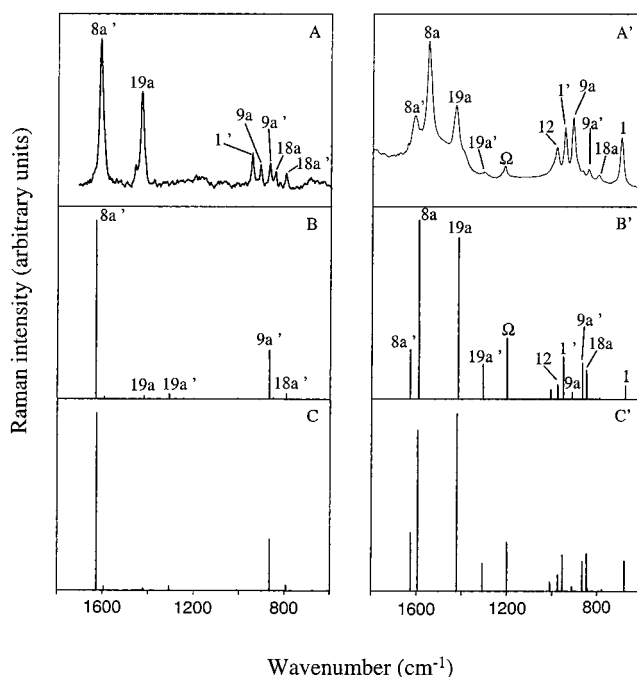 A
8a '
19a
1 '
9a
9a '
18a
18a '
A'
8a
8a'
19a
19a'
Ω
12
1'
9a
9a'
18a
1
B
8a '
19a
19a '
9a '
18a '
B'
8a
8a '
19a
19a '
Ω
12
1 '
9a
9a '
18a
1
C
C'
1600
1200
800
1600
1200
800
Raman intensity (arbitrary units)
Wavenumber (cm-1)